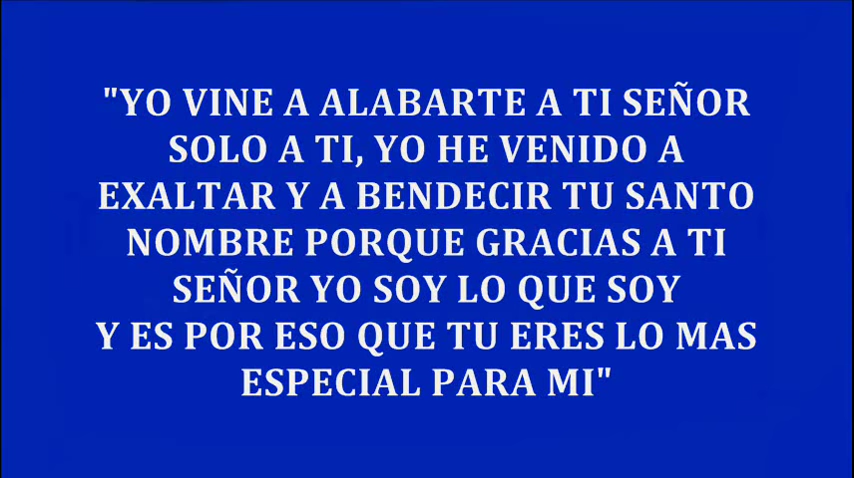 "YO VINE A ALABARTE A TI SEÑOR
SOLO A TI, YO HE VENIDO A
EXALTAR Y A BENDECIR TU SANTO
NOMBRE PORQUE GRACIAS A TI
SEÑOR YO SOY LO QUE SOY
Y ES POR ESO QUE TU ERES LO MAS
ESPECIAL PARA MI"